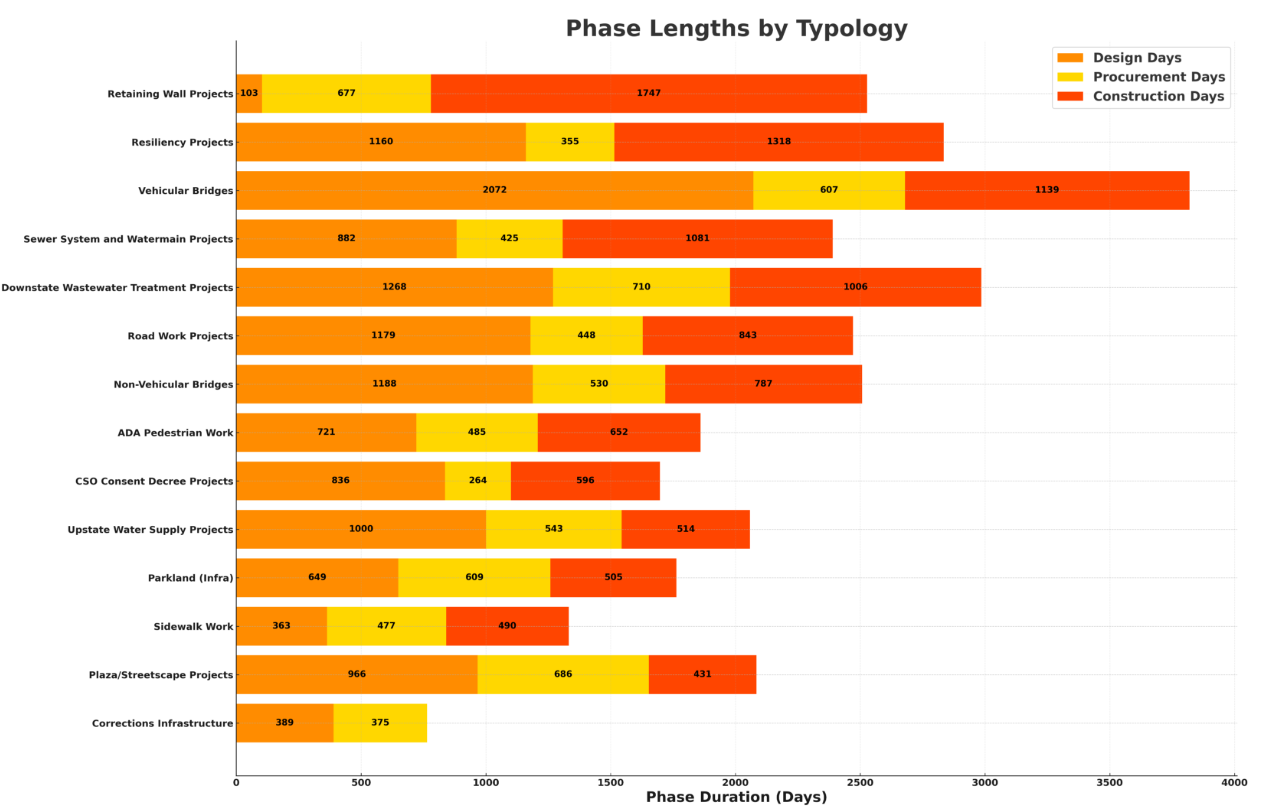 Phase Lengths by Typology
Design Days
Procurement Days
Construction Days
Retaining Wall Projects 103 677 1747
Resiliency Projects 1160 355 1318
Vehicular Bridges 2072 607 1139
Sewer System and Watermain Projects 882 425 1081
Downstate Wastewater Treatment Projects 1268 710 1006
Road Work Projects 1179 448 843
Non-Vehicular Bridges 1188 530 787
ADA Pedestrian Work 721 485 652
CSO Consent Decree Projects 836 264 596
Upstate Water Supply Projects 1000 543 514
Parkland (Infra) 649 609 505
Sidewalk Work 363 477 490
Plaza/Streetscape Projects 966 686 431
Corrections Infrastructure 389 375
0 500 1000 1500 2000 2500 3000 3500 4000
Phase Duration (Days)